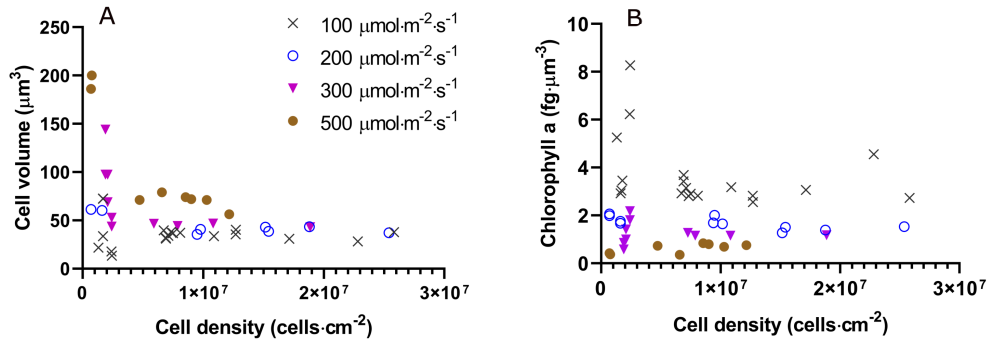 A
250
200
150
100
50
0
Cell volume (μm³)
0
1×10⁷
2×10⁷
3×10⁷
Cell density (cells·cm⁻²)
100 μmol·m⁻²·s⁻¹
200 μmol·m⁻²·s⁻¹
300 μmol·m⁻²·s⁻¹
500 μmol·m⁻²·s⁻¹
B
10
8
6
4
2
0
Chlorophyll a (fg·μm⁻³)
0
1×10⁷
2×10⁷
3×10⁷
Cell density (cells·cm⁻²)